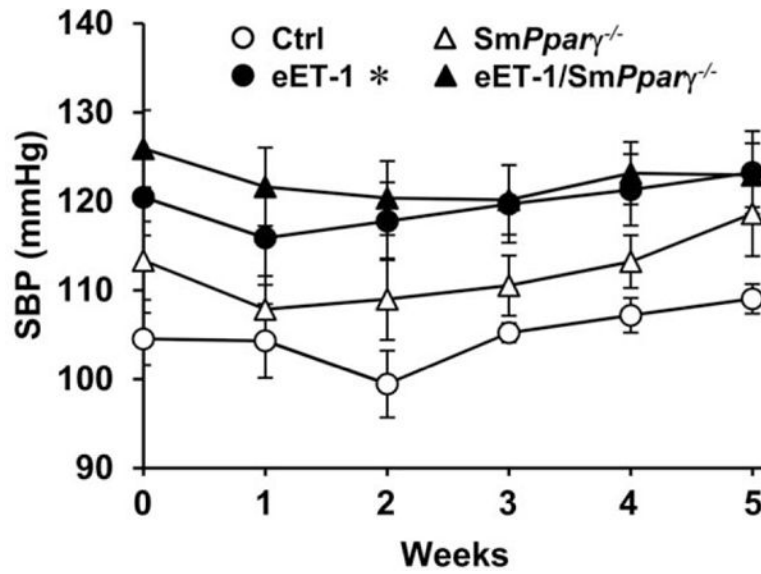 140
Ctrl SmPparγ-/-
eET-1 * eET-1/SmPparγ-/-
130
120
110
100
90
SBP (mmHg)
0 1 2 3 4 5
Weeks